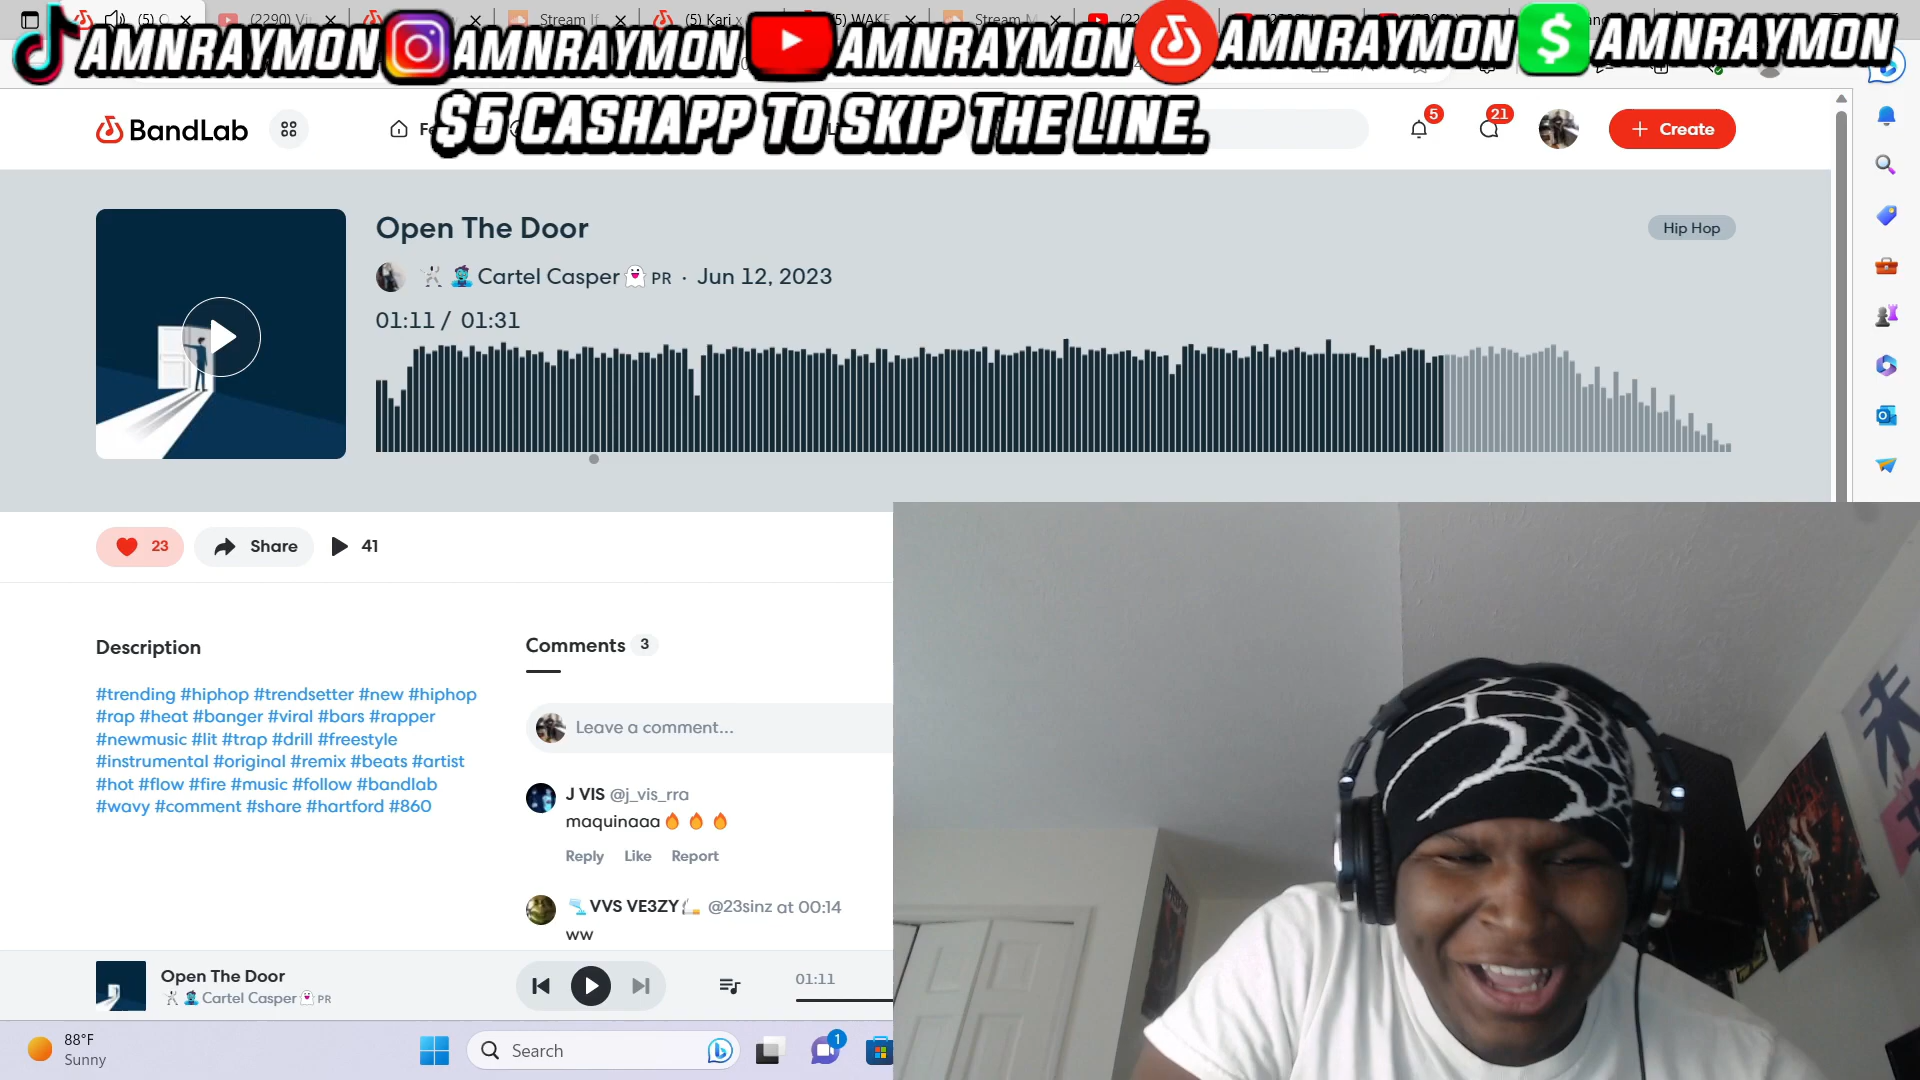 AMNRAYMON AMNRAYMON AMNRAYMON AMNRAYMON $ AMNRAYMON
$5 CASHAPP TO SKIP THE LINE.
BandLab
5
21
+ Create
Open The Door
Hip Hop
Cartel Casper PR · Jun 12, 2023
01:11 / 01:31
23
Share
41
Description
#trending #hiphop #trendsetter #new #hiphop
#rap #heat #banger #viral #bars #rapper
#newmusic #lit #trap #drill #freestyle
#instrumental #original #remix #beats #artist
#hot #flow #fire #music #follow #bandlab
#wavy #comment #share #hartford #860
Comments 3
Leave a comment...
J VIS @j_vis_rra
maquinaaa🔥 🔥 🔥
Reply Like Report
VVS VE3ZY @23sinz at 00:14
ww
Open The Door
Cartel Casper PR
01:11
88°F
Sunny
Search
1